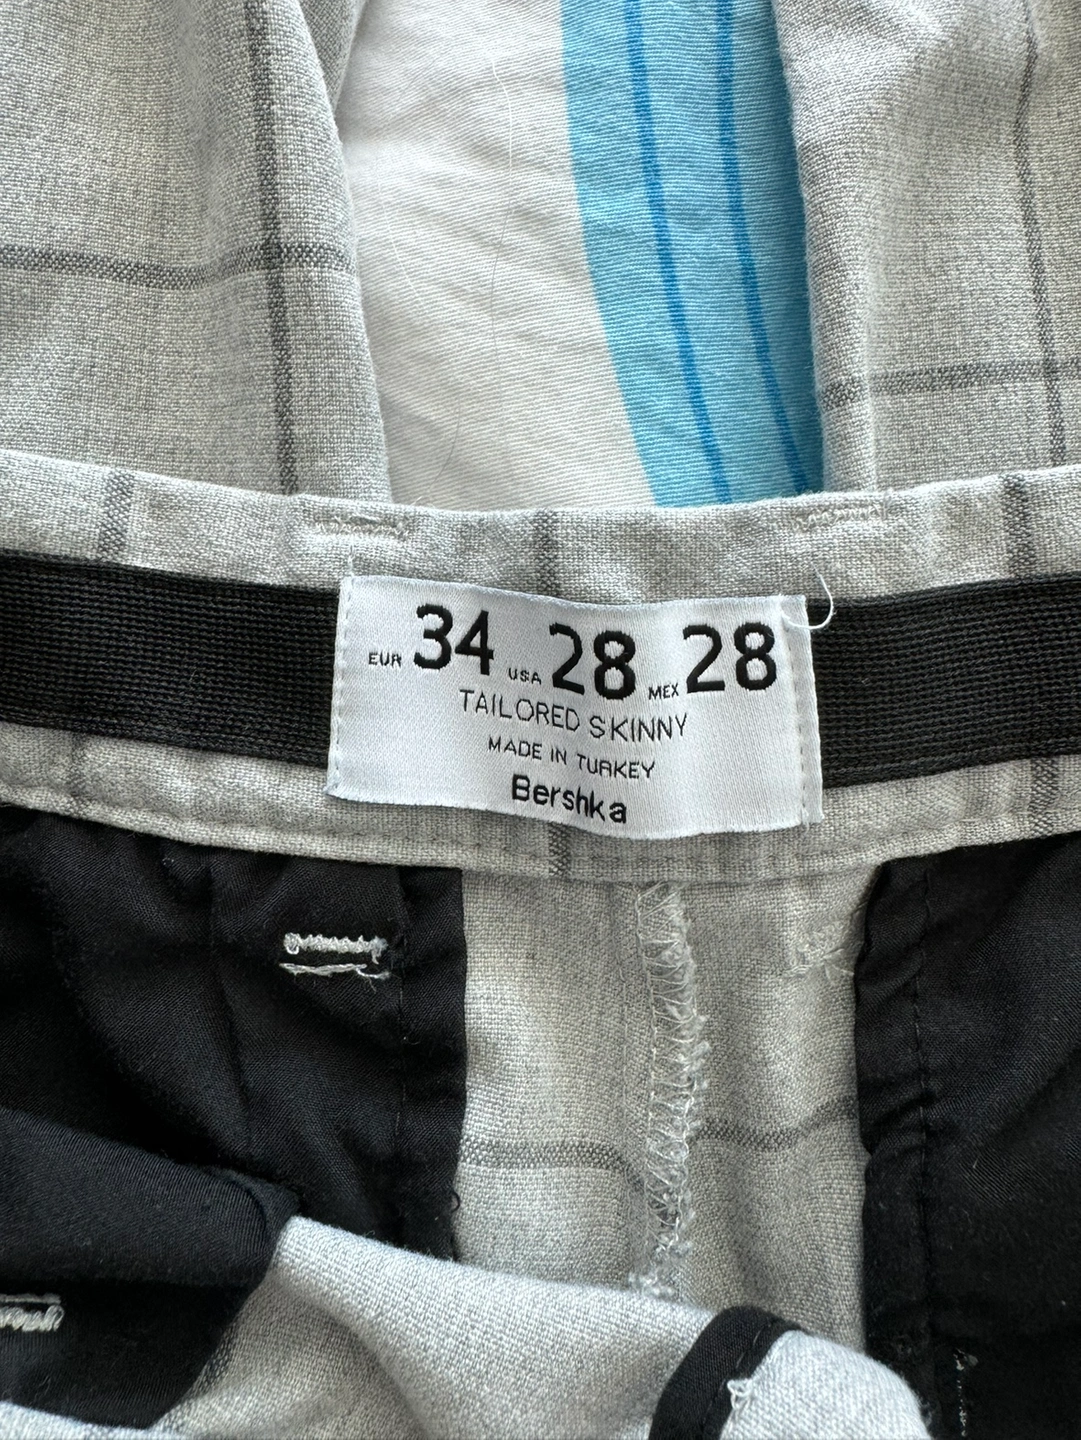 EUR 34 USA 28 MEX 28
TAILORED SKINNY
MADE IN TURKEY
Bershka